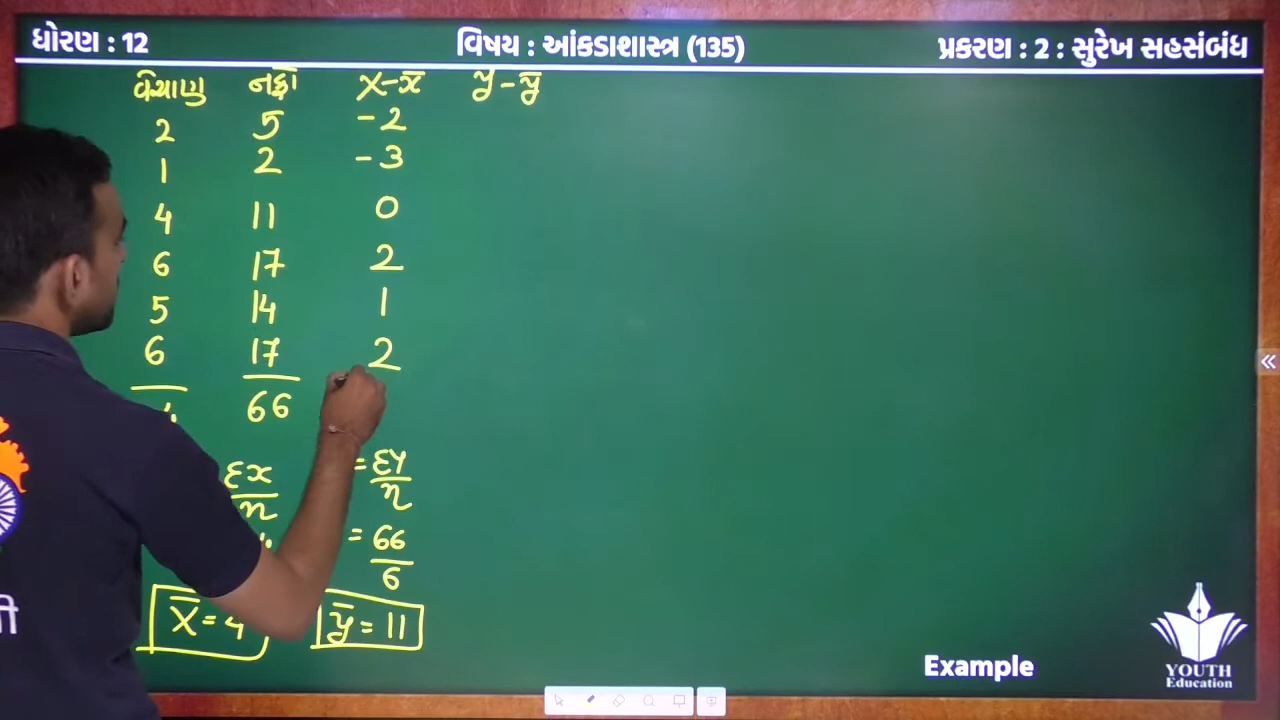 ધોરણ : 12 વિષય : આંકડાશાસ્ત્ર (135) પ્રકરણ : 2 : સુરેખ સહસંબંધ
વેચાણ નફો x-x̅ y-y̅
2 5 -2
1 2 -3
4 11 0
6 17 2
5 14 1
6 17 2
4 66
Σx = Σy
n n
= 66
6
x̅ = 4 y̅ = 11
Example
YOUTH
Education